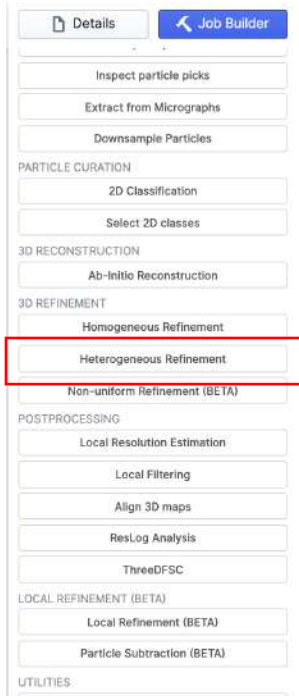 Details
Job Builder
Inspect particle picks
Extract from Micrographs
Downsample Particles
PARTICLE CURATION
2D Classification
Select 2D classes
3D RECONSTRUCTION
Ab-Initio Reconstruction
3D REFINEMENT
Homogeneous Refinement
Heterogeneous Refinement
Non-uniform Refinement (BETA)
POSTPROCESSING
Local Resolution Estimation
Local Filtering
Align 3D maps
ResLog Analysis
ThreeDFSC
LOCAL REFINEMENT (BETA)
Local Refinement (BETA)
Particle Subtraction (BETA)
UTILITIES